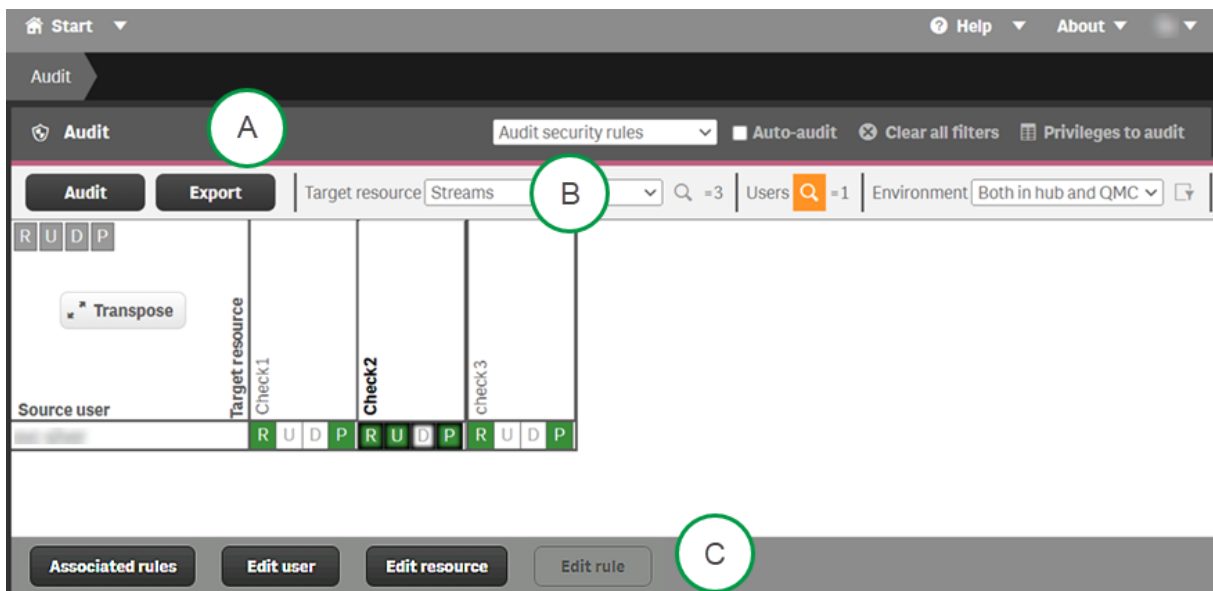 Start Help About
Audit
A
Audit Audit security rules Auto-audit Clear all filters Privileges to audit
B
Audit Export Target resource Streams =3 Users =1 Environment Both in hub and QMC
R U D P
Transpose
Target resource
Check1
Check2
check3
Source user
R U D P R U D P R U D P
C
Associated rules Edit user Edit resource Edit rule